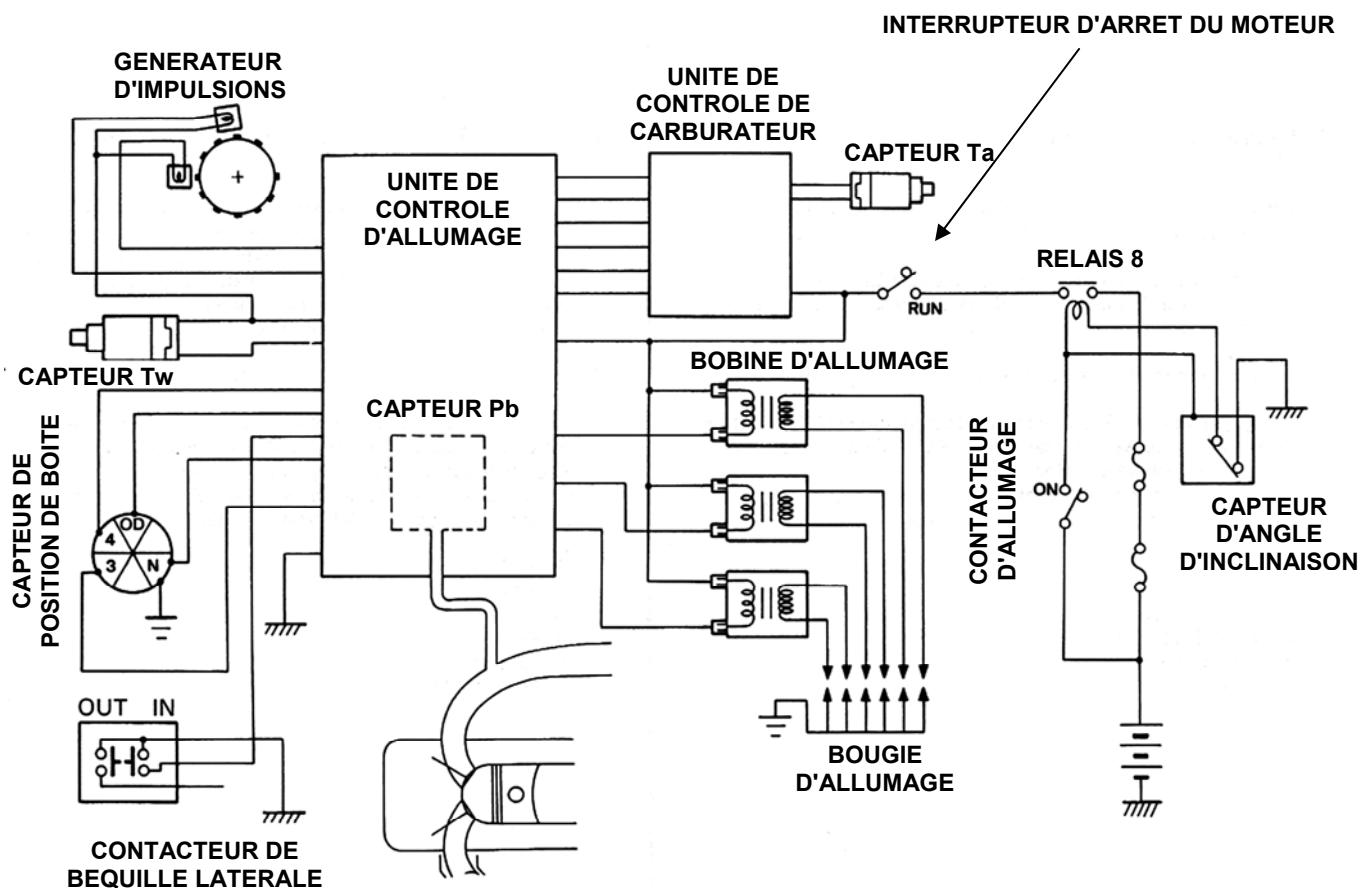 INTERRUPTEUR D'ARRET DU MOTEUR
GENERATEUR
D'IMPULSIONS
UNITE DE
CONTROLE DE
CARBURATEUR
CAPTEUR Ta
UNITE DE
CONTROLE
D'ALLUMAGE
RELAIS 8
RUN
CAPTEUR Tw
BOBINE D'ALLUMAGE
CAPTEUR Pb
CAPTEUR DE
POSITION DE BOITE
OD
4
3
N
CONTACTEUR
D'ALLUMAGE
ON
CAPTEUR
D'ANGLE
D'INCLINAISON
OUT IN
BOUGIE
D'ALLUMAGE
CONTACTEUR DE
BEQUILLE LATERALE